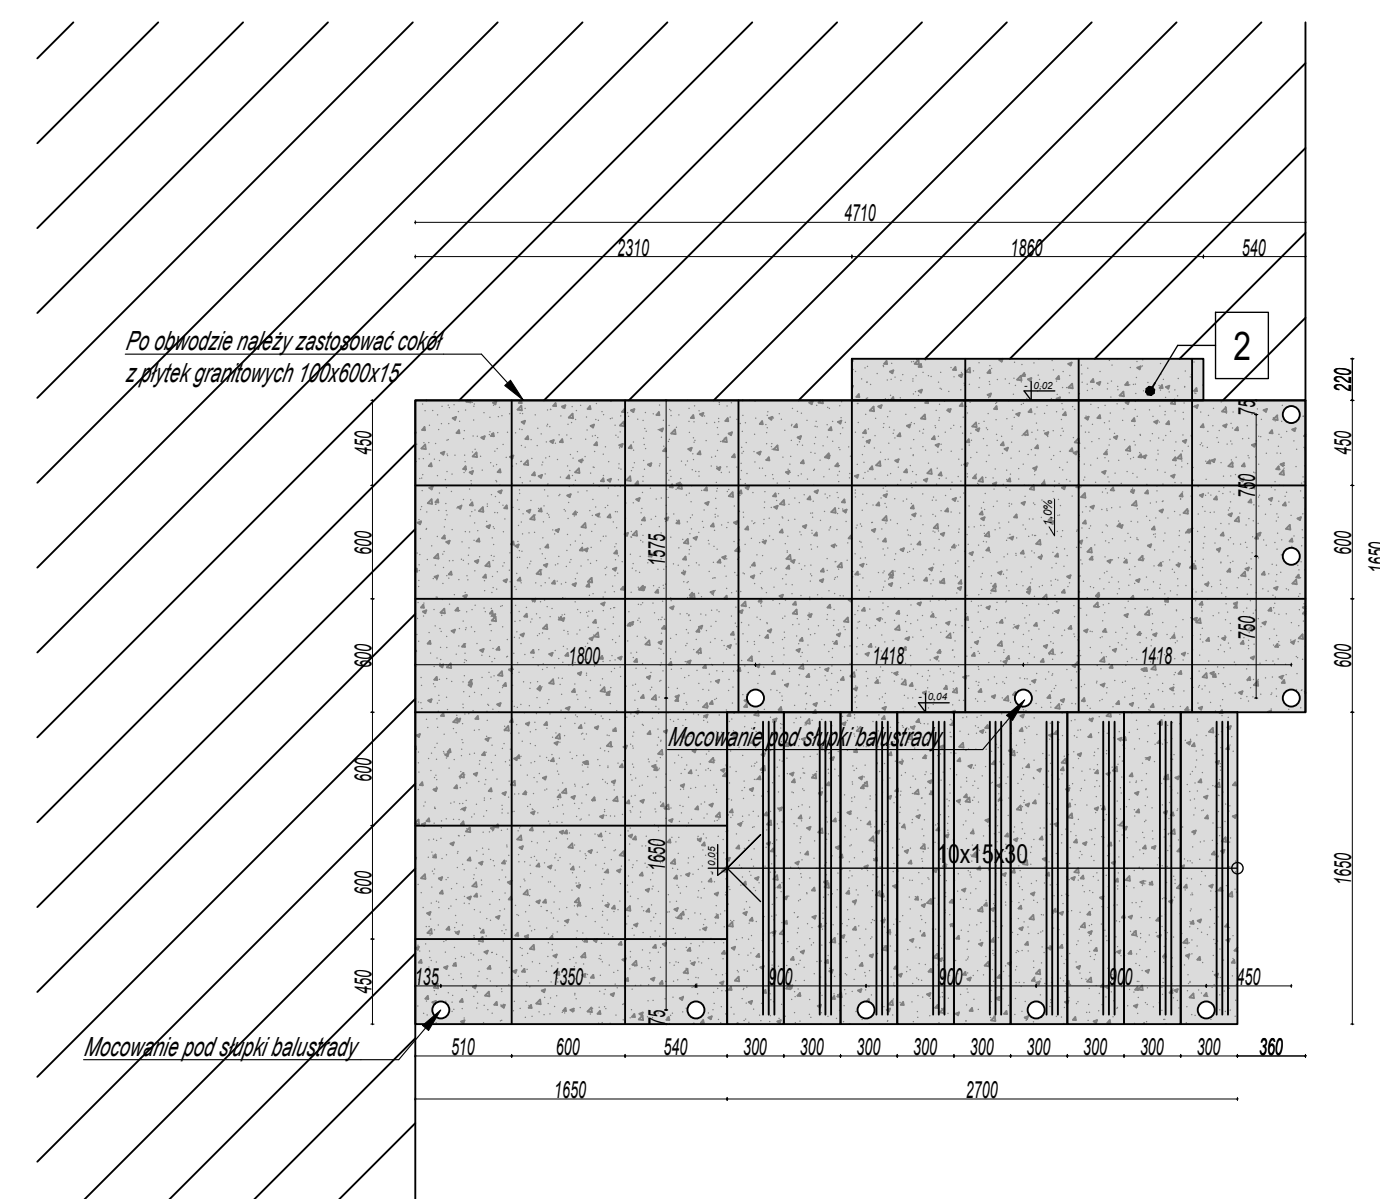 4710
2310 1860 540
Po obwodzie należy zastosować cokół
z płytek granitowych 100x600x15
2
220
-0.02
75
450 450
750
1.0%
600 1575 600 1650
750
600 1800 1418 1418 600
-0.04
Mocowanie pod słupki balustrady
600
1650 -0.05 10x15x30
600 1650
135 1350 900 900 900 450
450
75
Mocowanie pod słupki balustrady
510 600 540 300 300 300 300 300 300 300 300 300 360
1650 2700